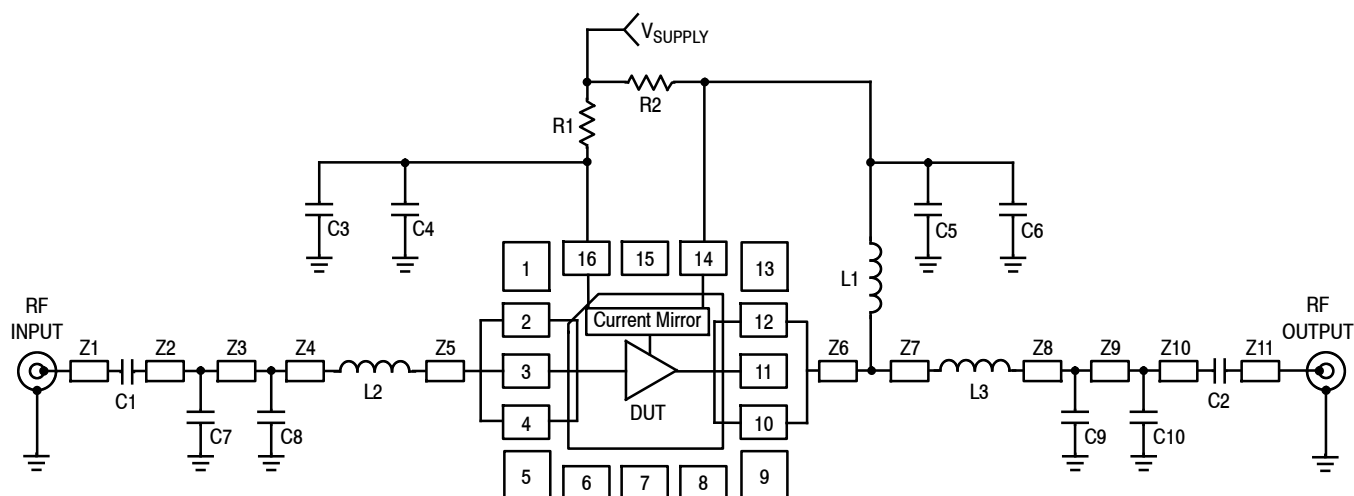 VSUPPLY
R2
R1
C3
C4
C5
C6
L1
1
16
15
14
13
2
Current Mirror
12
RF
INPUT
RF
OUTPUT
Z1
C1
Z2
Z3
Z4
L2
Z5
3
DUT
11
Z6
Z7
L3
Z8
Z9
Z10
C2
Z11
C7
C8
4
10
C9
C10
5
6
7
8
9